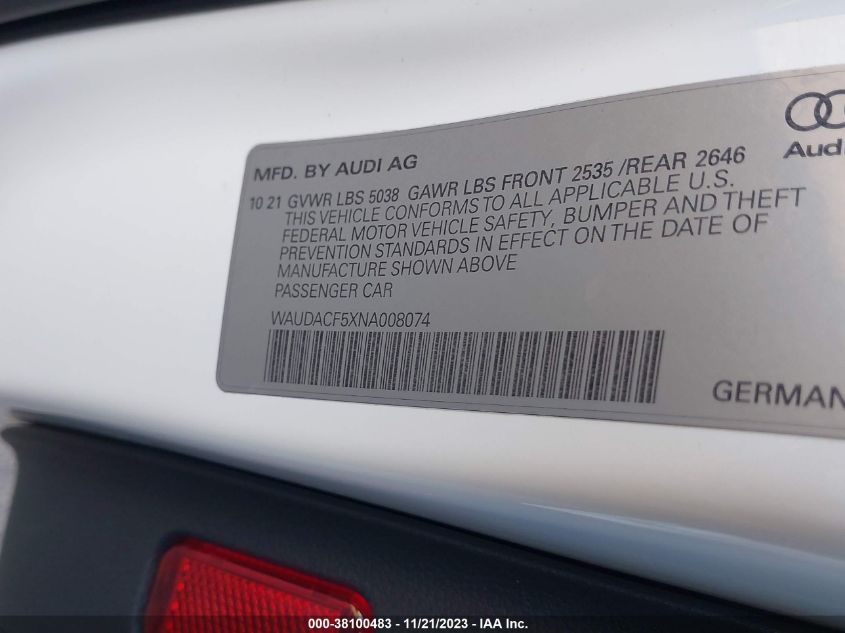 MFD. BY AUDI AG
10 21 GVWR LBS 5038 GAWR LBS FRONT 2535 /REAR 2646
THIS VEHICLE CONFORMS TO ALL APPLICABLE U.S.
FEDERAL MOTOR VEHICLE SAFETY, BUMPER AND THEFT
PREVENTION STANDARDS IN EFFECT ON THE DATE OF
MANUFACTURE SHOWN ABOVE
PASSENGER CAR
WAUDACF5XNA008074
Aud
GERMAN
000-38100483 - 11/21/2023 - IAA Inc.